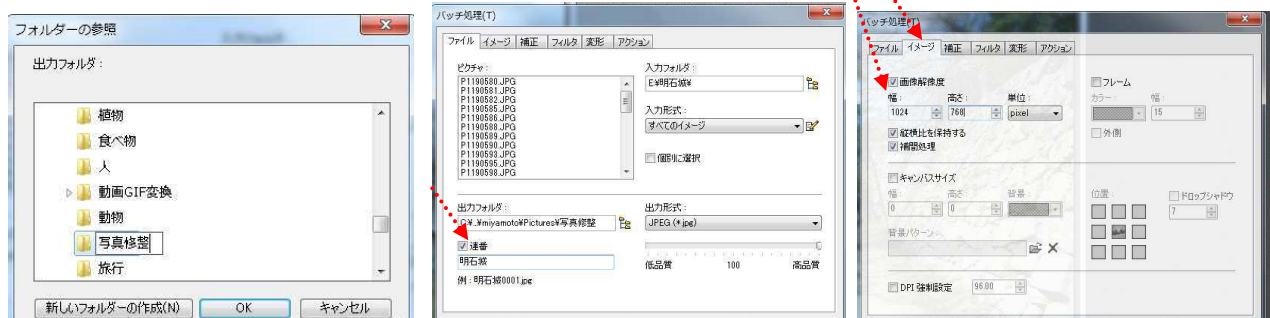 フォルダーの参照
出力フォルダ：
植物
食べ物
人
動画GIF変換
動物
写真修整
旅行
新しいフォルダーの作成(N)
OK
キャンセル
バッチ処理(T)
ファイル イメージ 補正 フィルタ 変形 アクション
ピクチャ：
P1190580.JPG
P1190581.JPG
P1190582.JPG
P1190585.JPG
P1190586.JPG
P1190588.JPG
P1190589.JPG
P1190590.JPG
P1190593.JPG
P1190595.JPG
P1190598.JPG
入力フォルダ：
E:¥明石城¥
入力形式：
すべてのイメージ
個別に選択
出力フォルダ：
C:¥..¥miyamoto¥Pictures¥写真修整
出力形式：
JPEG (*.jpg)
連番
明石城
例：明石城0001.jpg
低品質 100 高品質
バッチ処理(T)
ファイル イメージ 補正 フィルタ 変形 アクション
画像解像度
幅： 高さ： 単位：
1024 768 pixel
縦横比を保持する
補間処理
フレーム
カラー： 幅：
15
外側
キャンバスサイズ
幅： 高さ： 背景：
0 0
背景パターン：
位置：
ドロップシャドウ
7
DPI 強制設定 96.00